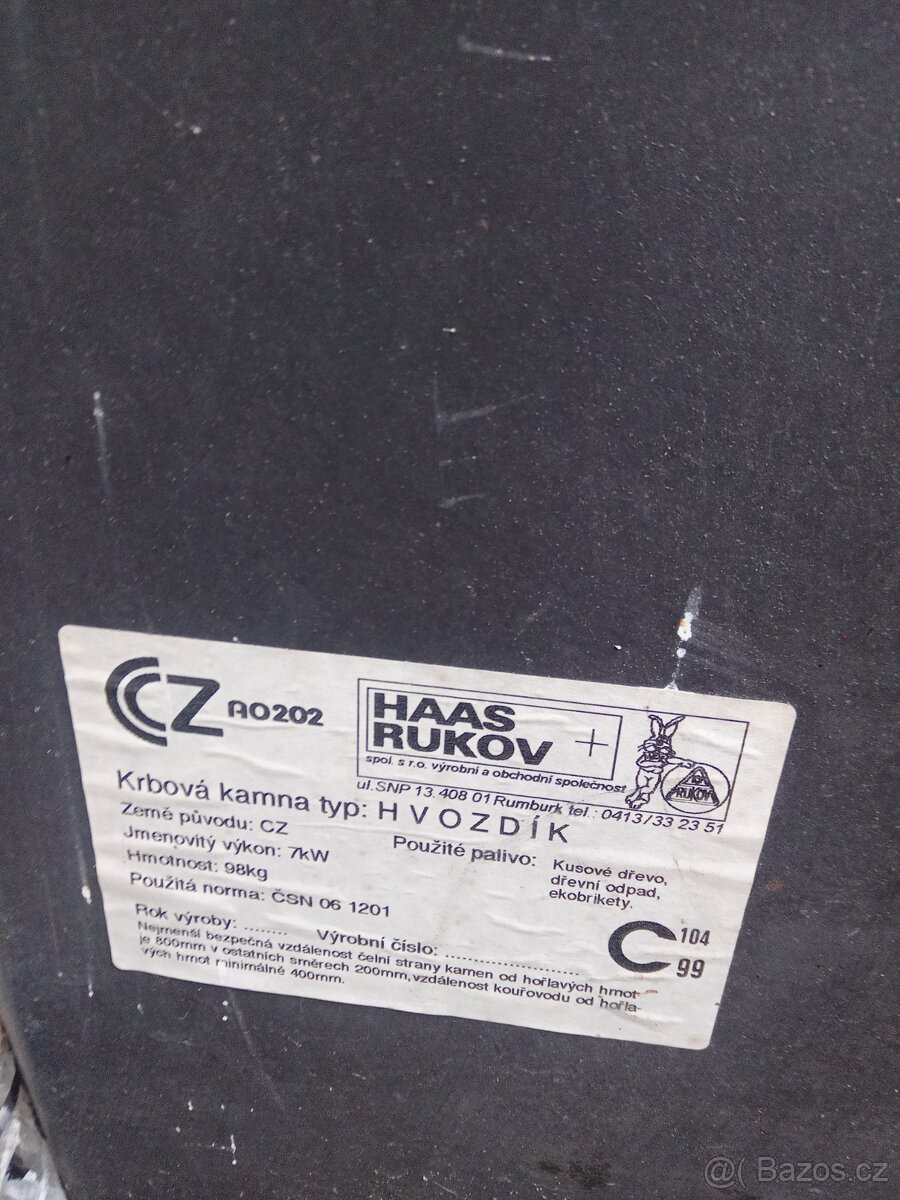 CZ AO202
HAAS
RUKOV +
spol. s r.o. výrobní a obchodní společnost
RUKOV
ul.SNP 13.408 01 Rumburk tel.: 0413/33 23 51
Krbová kamna typ: HVOZDÍK
Země původu: CZ
Jmenovitý výkon: 7kW
Hmotnost: 98kg
Použitá norma: ČSN 06 1201
Použité palivo: Kusové dřevo,
dřevní odpad,
ekobrikety.
Rok výroby: ........ Výrobní číslo: ........................
C 104
99
Nejmenší bezpečná vzdálenost čelní strany kamen od hořlavých hmot
je 800mm v ostatních směrech 200mm,vzdálenost kouřovodu od hořla-
vých hmot minimálně 400mm.
@( Bazos.cz